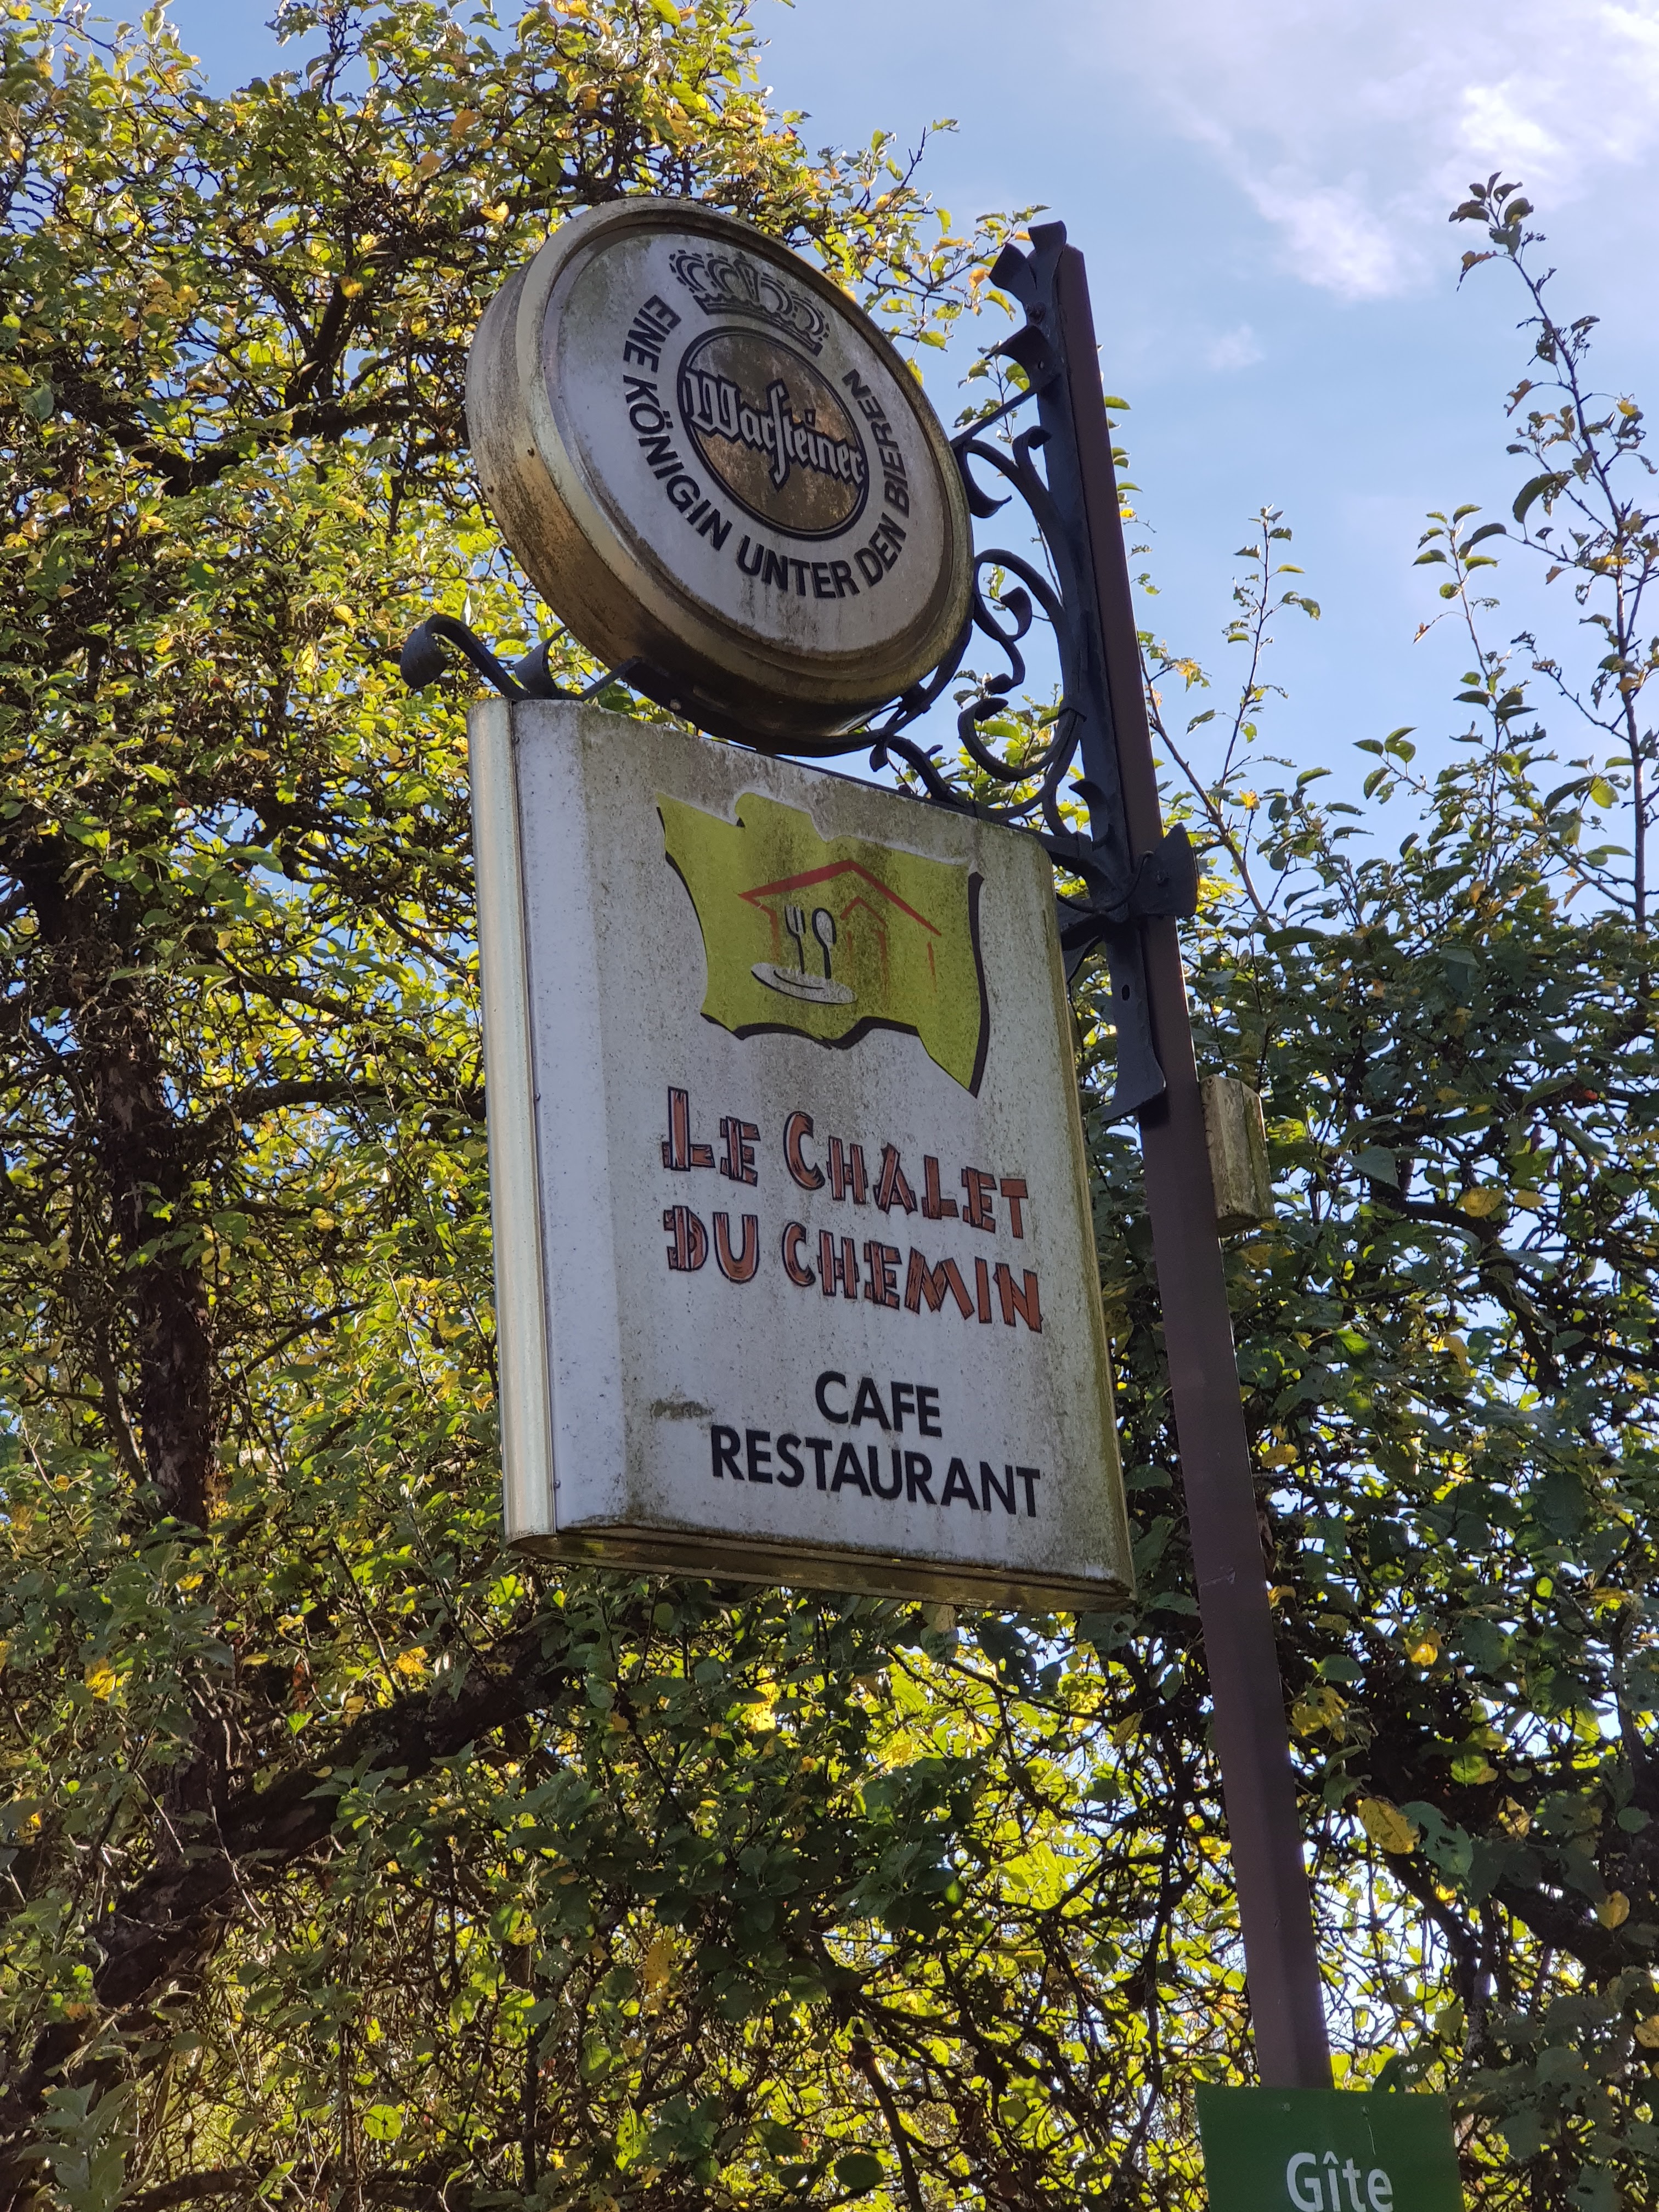 Warsteiner
EINE KÖNIGIN UNTER DEN BIEREN
LE CHALET
DU CHEMIN
CAFE
RESTAURANT
Gîte